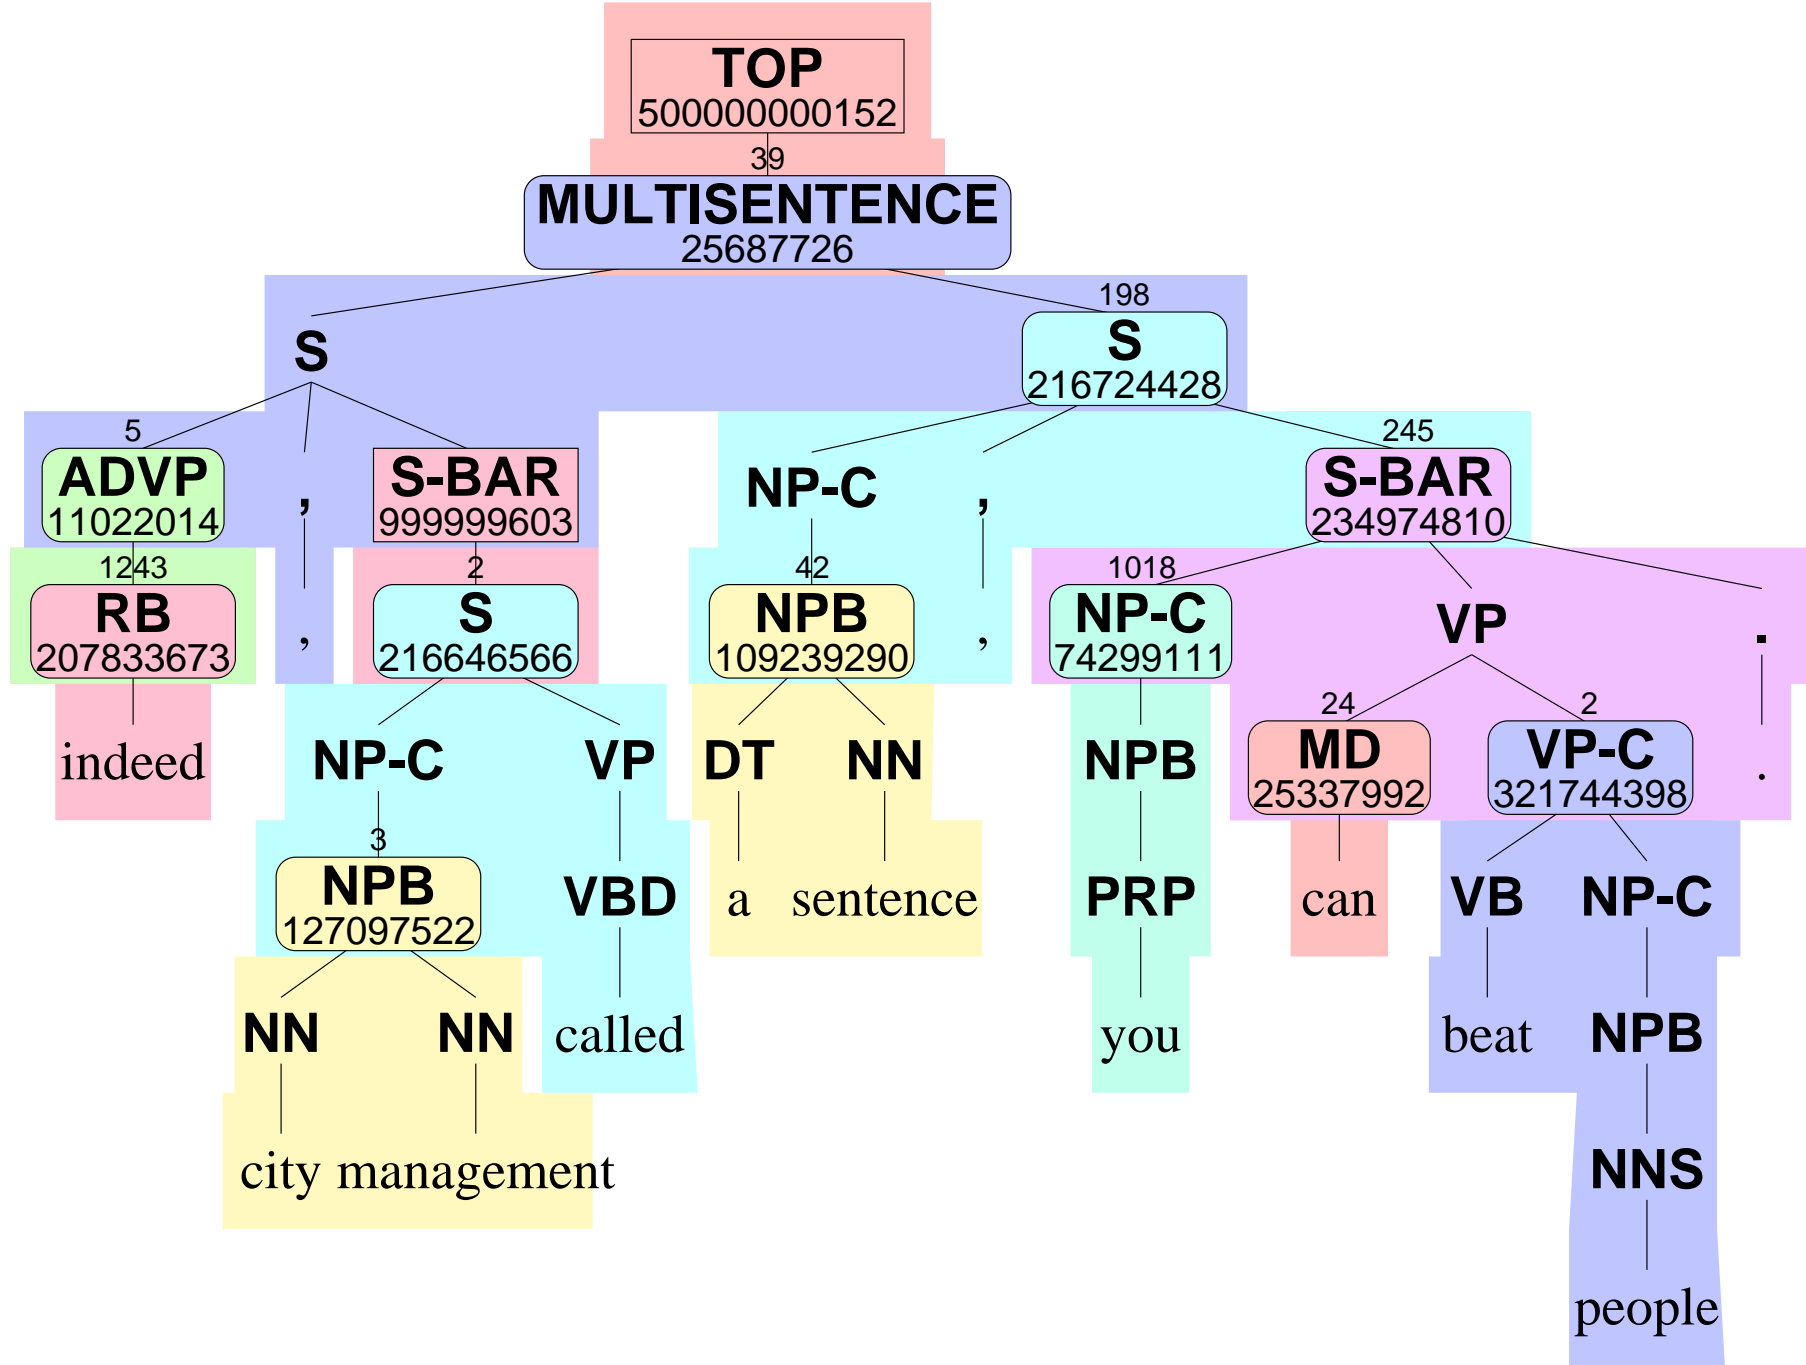 TOP
500000000152
39
MULTISENTENCE
25687726
198
S S
216724428
5 245
ADVP , S-BAR NP-C , S-BAR
11022014 999999603 234974810
1243 2 42 1018
RB , S NPB , NP-C VP .
207833673 216646566 109239290 74299111
24 2
indeed NP-C VP DT NN NPB MD VP-C .
25337992 321744398
3
NPB VBD a sentence PRP can VB NP-C
127097522
NN NN called you beat NPB
city management NNS
people